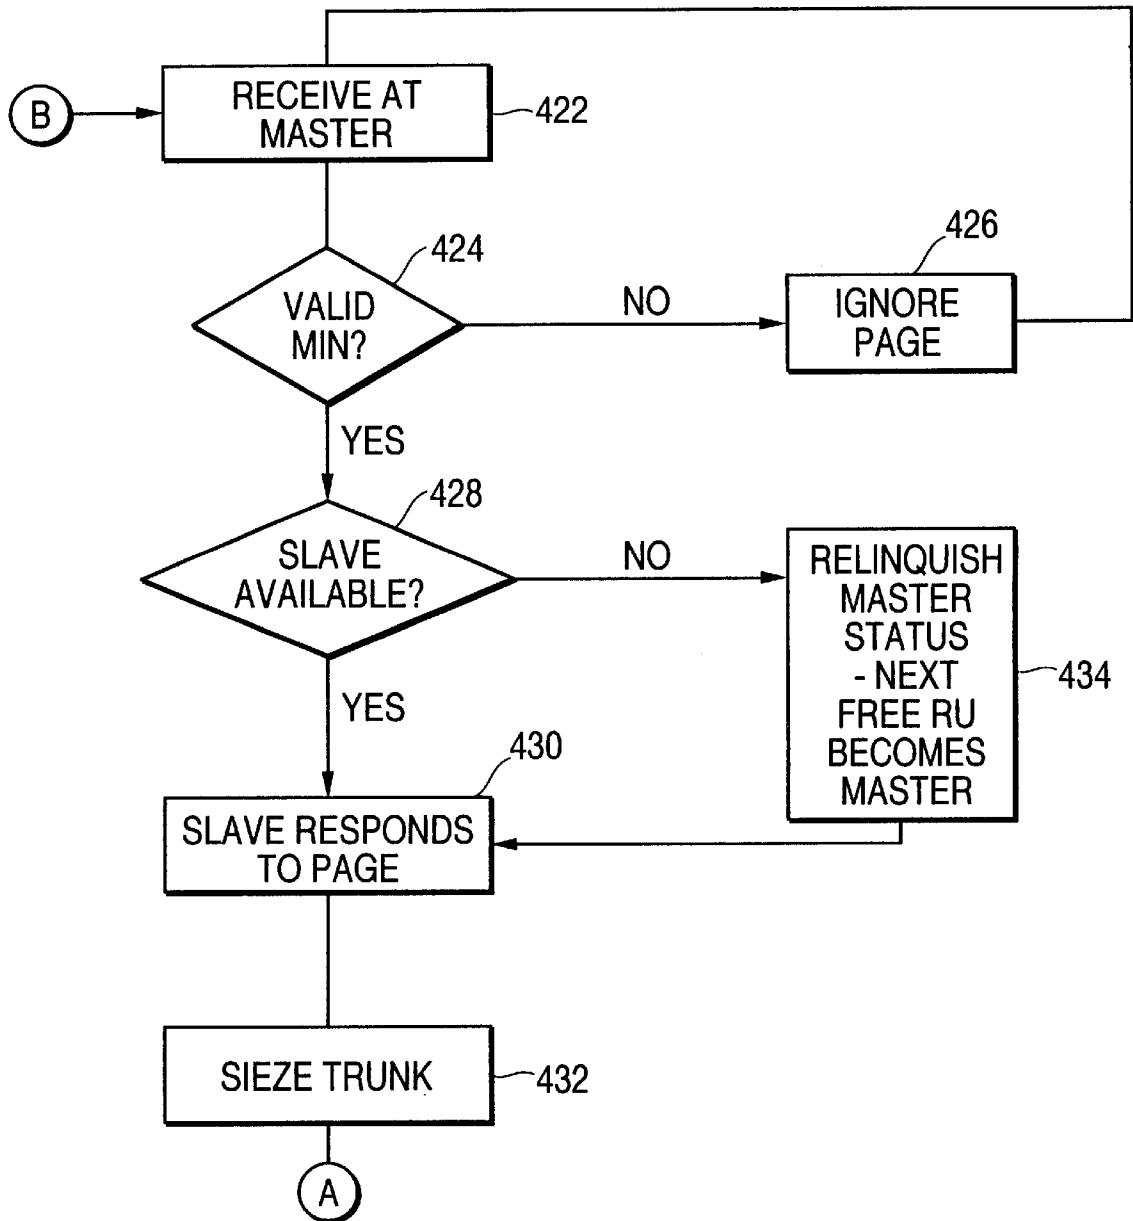 B
RECEIVE AT
MASTER
422
424
VALID
MIN?
NO
426
IGNORE
PAGE
YES
428
SLAVE
AVAILABLE?
NO
RELINQUISH
MASTER
STATUS
- NEXT
FREE RU
BECOMES
MASTER
434
YES
430
SLAVE RESPONDS
TO PAGE
SIEZE TRUNK
432
A